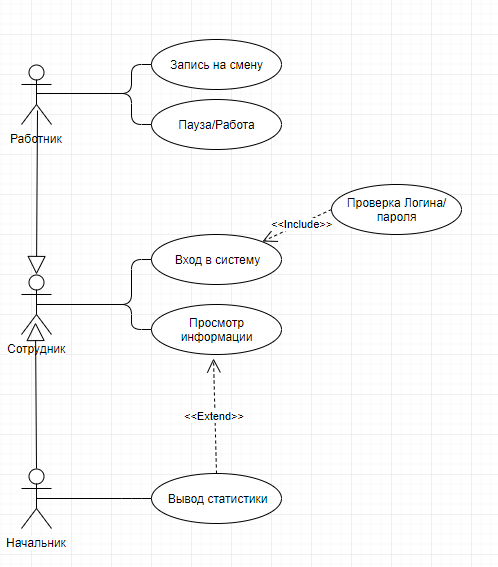 Запись на смену
Работник
Пауза/Работа
Проверка Логина/
пароля
<<Include>>
Вход в систему
Сотрудник
Просмотр
информации
<<Extend>>
Вывод статистики
Начальник